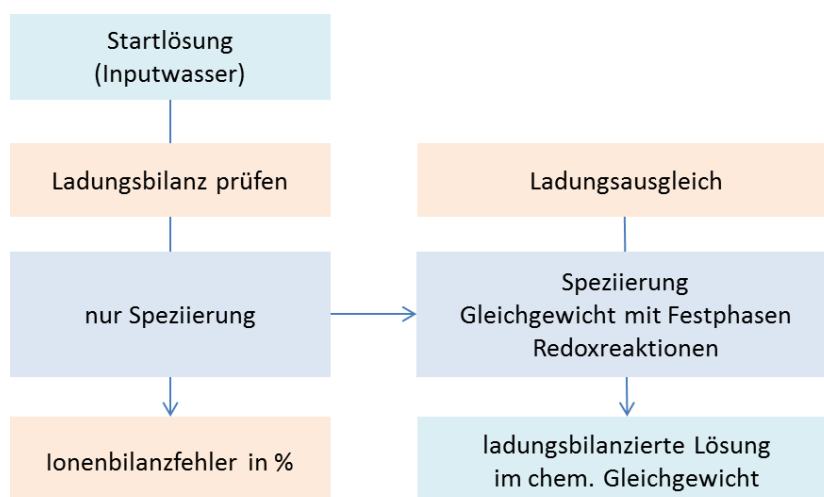 Startlösung
(Inputwasser)
Ladungsbilanz prüfen
Ladungsausgleich
nur Speziierung
Speziierung
Gleichgewicht mit Festphasen
Redoxreaktionen
Ionenbilanzfehler in %
ladungsbilanzierte Lösung
im chem. Gleichgewicht